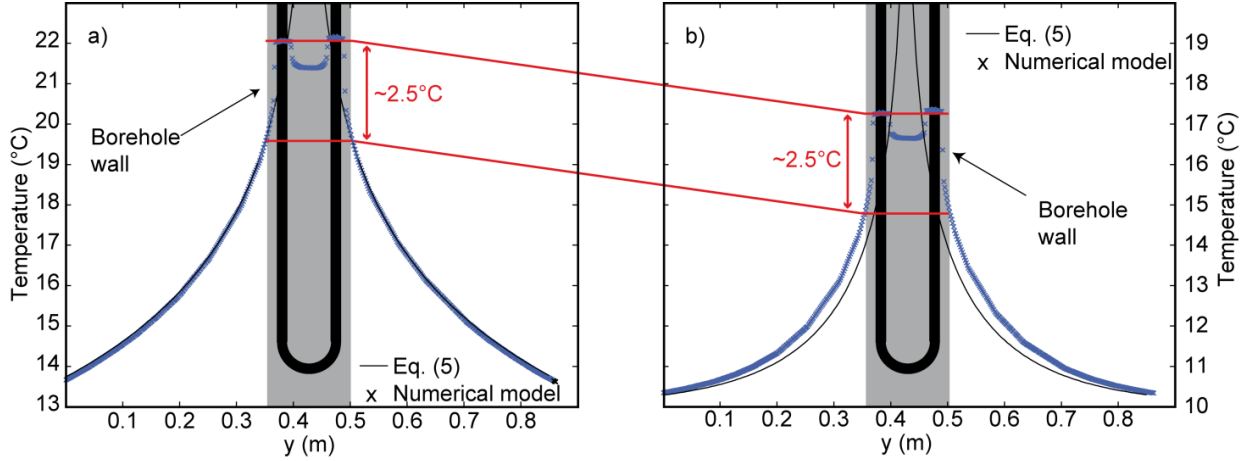 a)
22
21
20
19
18
17
16
15
14
13
Temperature (°C)
Borehole
wall
~2.5°C
Eq. (5)
x Numerical model
0.1 0.2 0.3 0.4 0.5 0.6 0.7 0.8
y (m)
b)
Eq. (5)
x Numerical model
~2.5°C
Borehole
wall
19
18
17
16
15
14
13
12
11
10
Temperature (°C)
0.1 0.2 0.3 0.4 0.5 0.6 0.7 0.8
y (m)